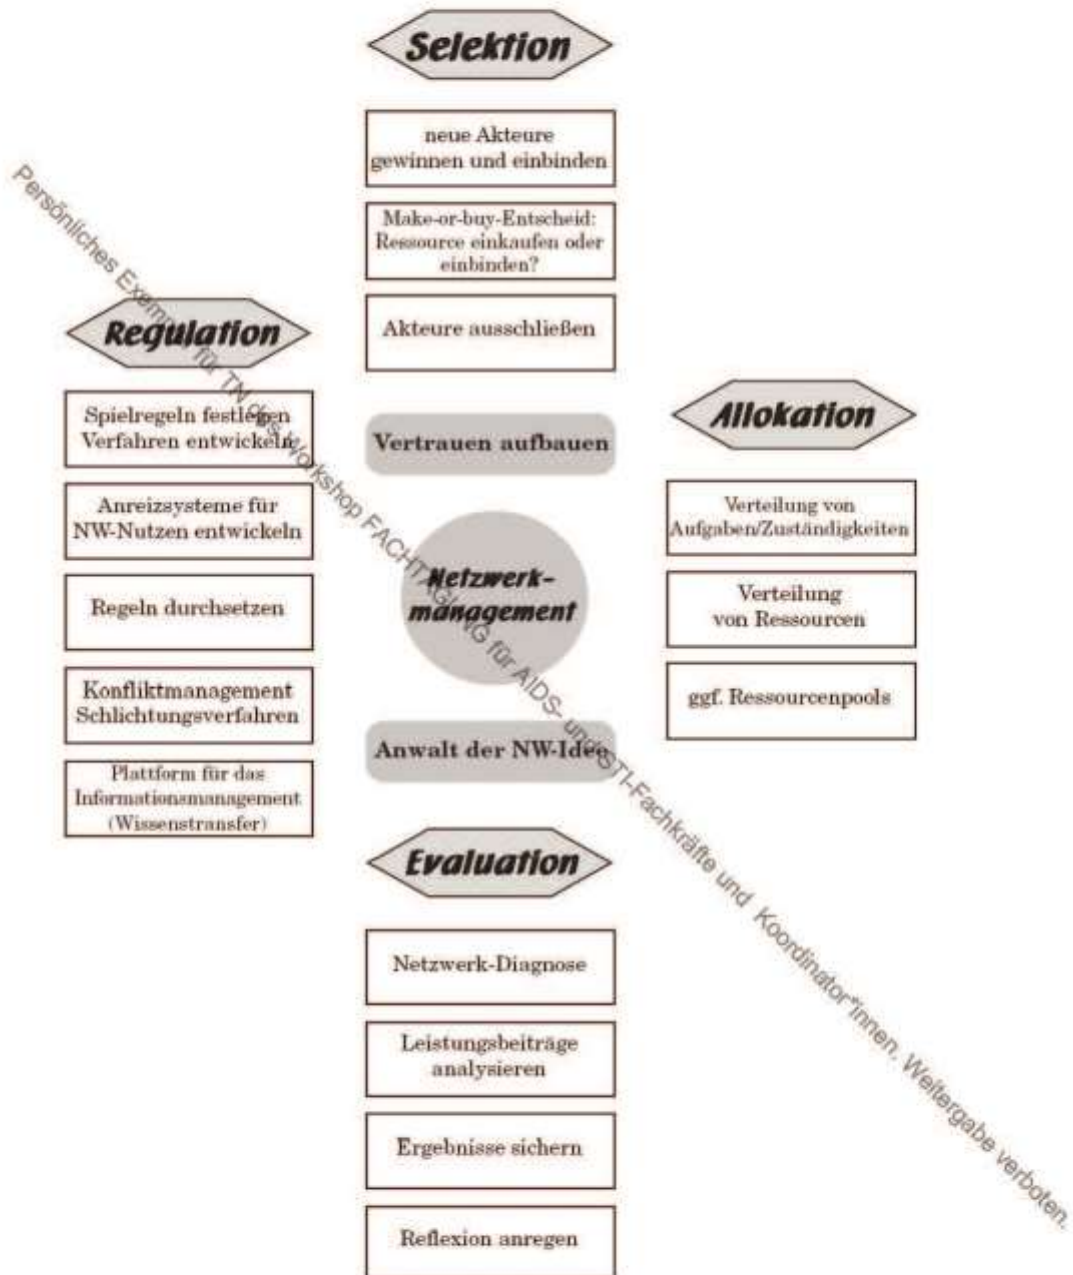 Selektion
neue Akteure
gewinnen und einbinden
Make-or-buy-Entscheid:
Ressource einkaufen oder
einbinden?
Akteure ausschließen
Regulation
Spielregeln festlegen
Verfahren entwickeln
Anreizsysteme für
NW-Nutzen entwickeln
Regeln durchsetzen
Konfliktmanagement
Schlichtungsverfahren
Plattform für das
Informationsmanagement
(Wissenstransfer)
Vertrauen aufbauen
Netzwerk-
management
Anwalt der NW-Idee
Allokation
Verteilung von
Aufgaben/Zuständigkeiten
Verteilung
von Ressourcen
ggf. Ressourcenpools
Evaluation
Netzwerk-Diagnose
Leistungsbeiträge
analysieren
Ergebnisse sichern
Reflexion anregen
Persönliches Exemplar für TN des Workshop FACHTAGUNG für AIDS- und STI-Fachkräfte und Koordinator*innen. Weitergabe verboten.